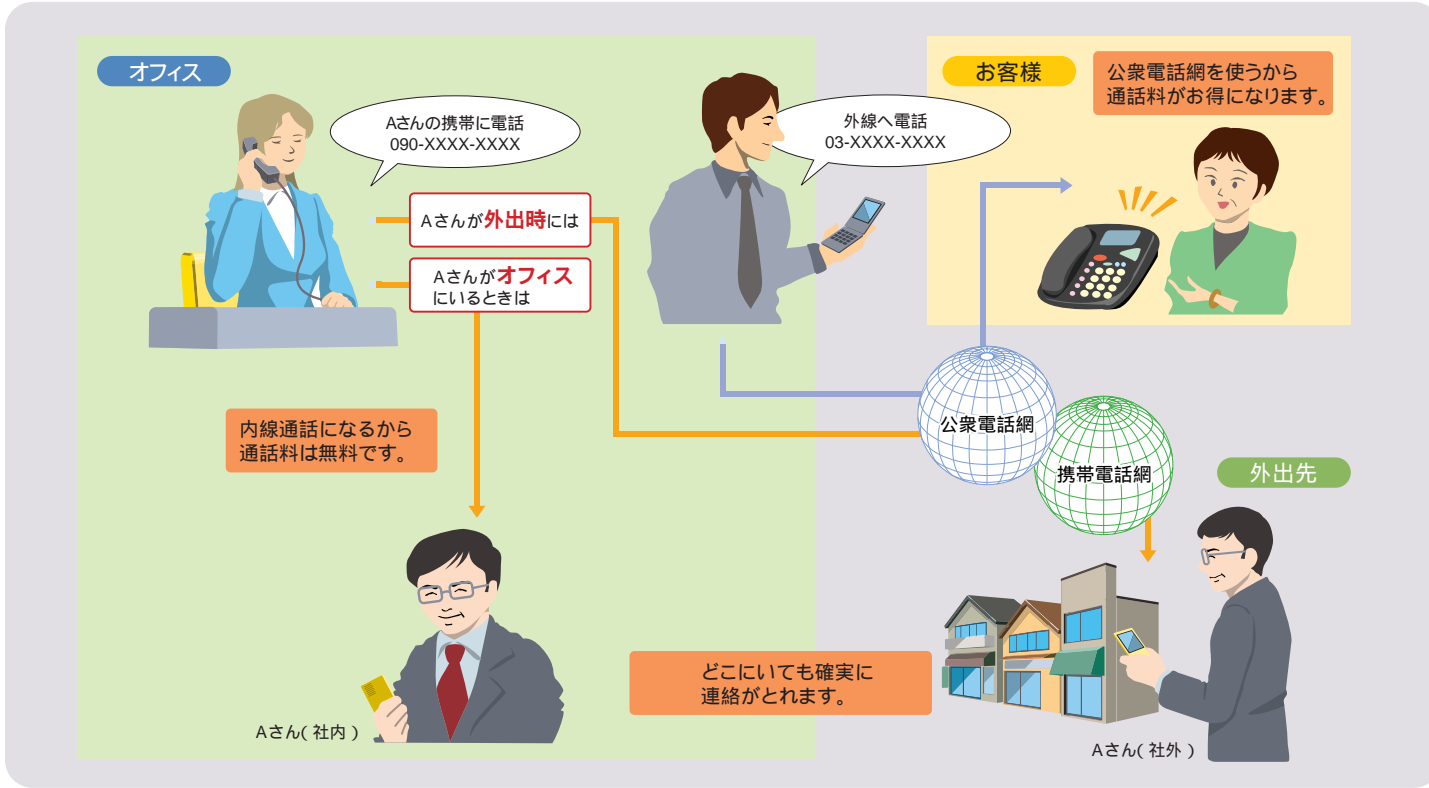 オフィス
Aさんの携帯に電話
090-XXXX-XXXX
Aさんが外出時には
Aさんがオフィス
にいるときは
内線通話になるから
通話料は無料です。
Aさん( 社内 )
外線へ電話
03-XXXX-XXXX
お客様
公衆電話網を使うから
通話料がお得になります。
公衆電話網
携帯電話網
外出先
どこにいても確実に
連絡がとれます。
Aさん( 社外 )